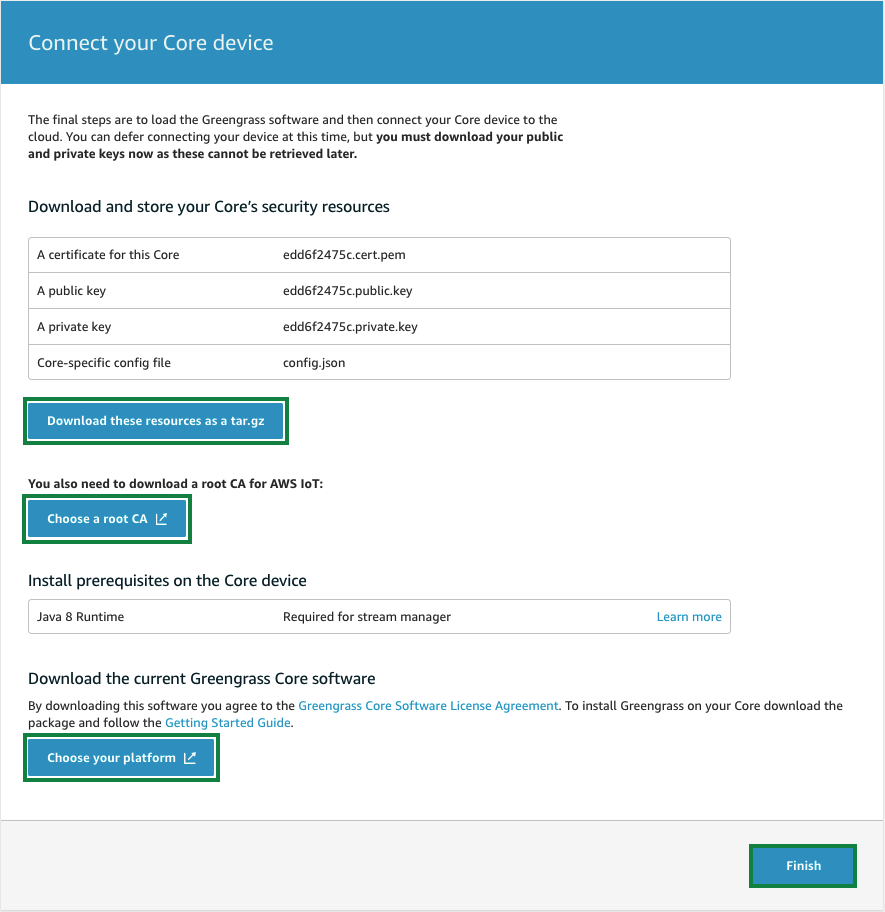 Connect your Core device
The final steps are to load the Greengrass software and then connect your Core device to the
cloud. You can defer connecting your device at this time, but you must download your public
and private keys now as these cannot be retrieved later.
Download and store your Core’s security resources
A certificate for this Core edd6f2475c.cert.pem
A public key edd6f2475c.public.key
A private key edd6f2475c.private.key
Core-specific config file config.json
Download these resources as a tar.gz
You also need to download a root CA for AWS IoT:
Choose a root CA
Install prerequisites on the Core device
Java 8 Runtime Required for stream manager Learn more
Download the current Greengrass Core software
By downloading this software you agree to the Greengrass Core Software License Agreement. To install Greengrass on your Core download the
package and follow the Getting Started Guide.
Choose your platform
Finish